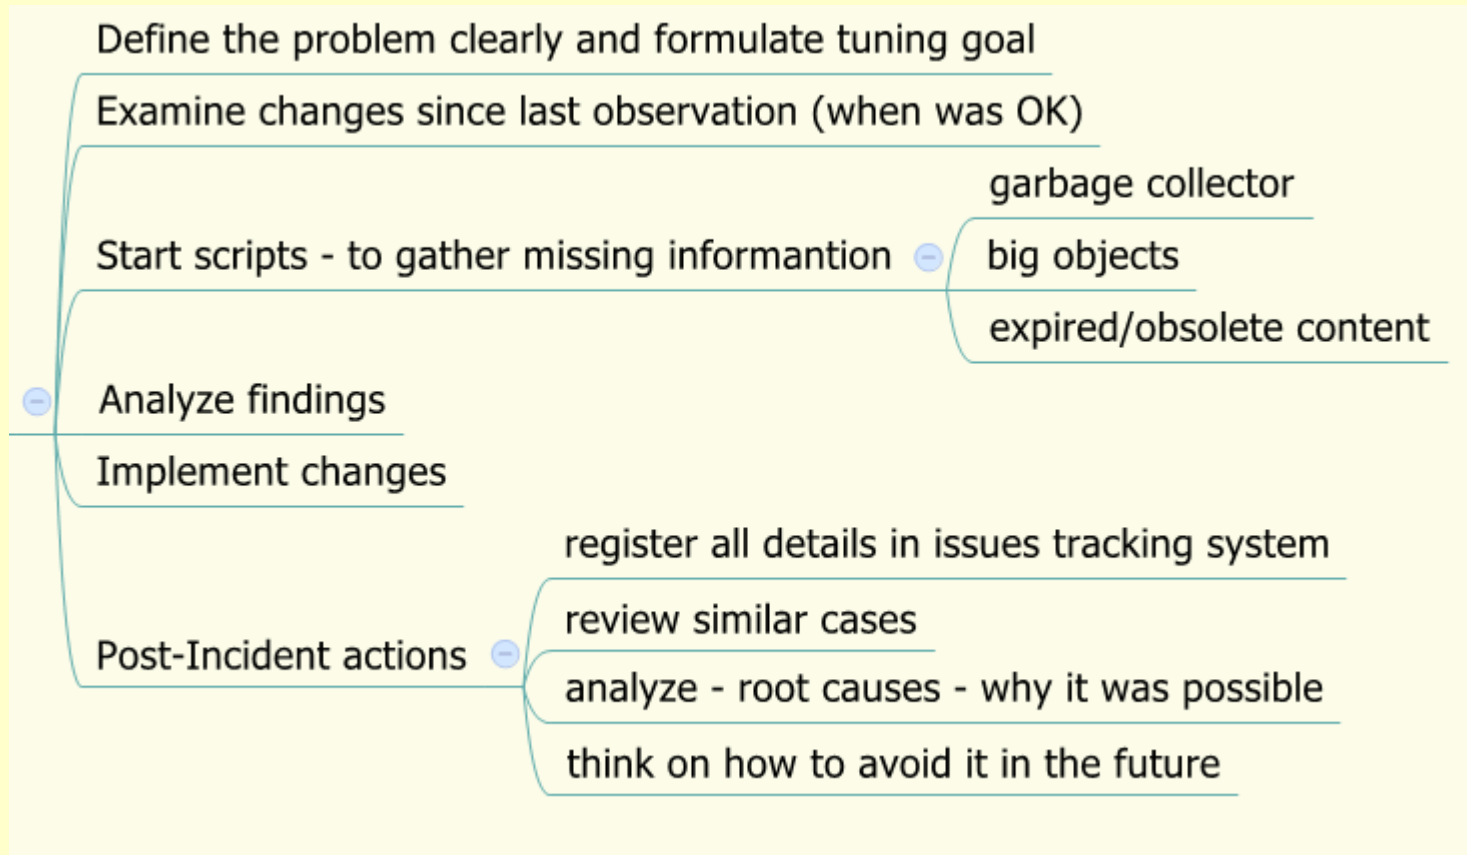 Define the problem clearly and formulate tuning goal
Examine changes since last observation (when was OK)
Start scripts - to gather missing informantion
garbage collector
big objects
expired/obsolete content
Analyze findings
Implement changes
Post-Incident actions
register all details in issues tracking system
review similar cases
analyze - root causes - why it was possible
think on how to avoid it in the future